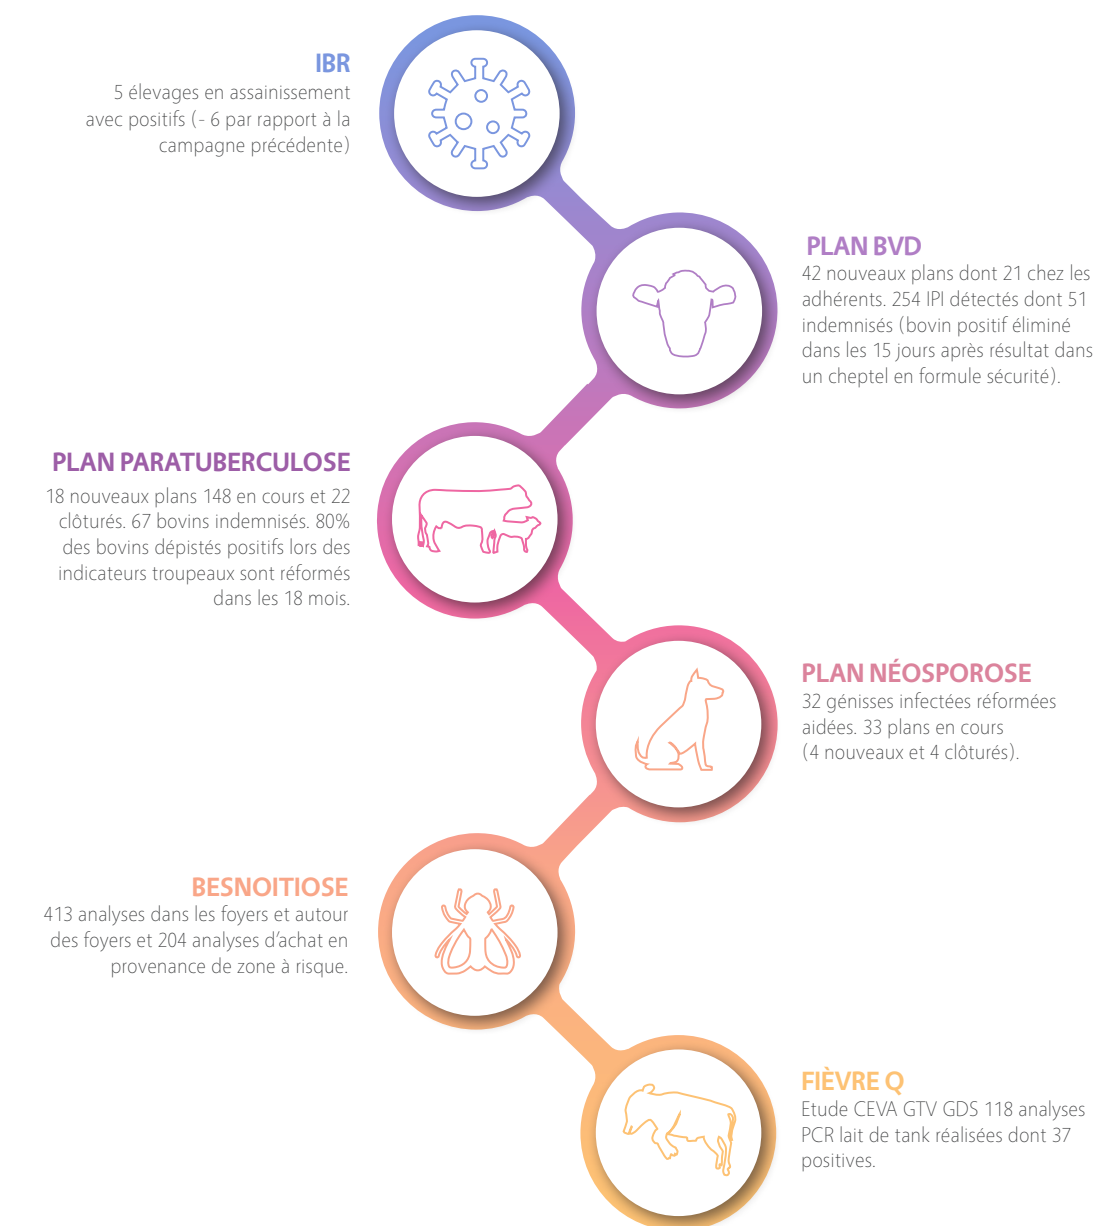 IBR
5 élevages en assainissement
avec positifs (- 6 par rapport à la
campagne précédente)
PLAN BVD
42 nouveaux plans dont 21 chez les
adhérents. 254 IPI détectés dont 51
indemnisés (bovin positif éliminé
dans les 15 jours après résultat dans
un cheptel en formule sécurité).
PLAN PARATUBERCULOSE
18 nouveaux plans 148 en cours et 22
clôturés. 67 bovins indemnisés. 80%
des bovins dépistés positifs lors des
indicateurs troupeaux sont réformés
dans les 18 mois.
PLAN NÉOSPOROSE
32 génisses infectées réformées
aidées. 33 plans en cours
(4 nouveaux et 4 clôturés).
BESNOITIOSE
413 analyses dans les foyers et autour
des foyers et 204 analyses d'achat en
provenance de zone à risque.
FIÈVRE Q
Etude CEVA GTV GDS 118 analyses
PCR lait de tank réalisées dont 37
positives.